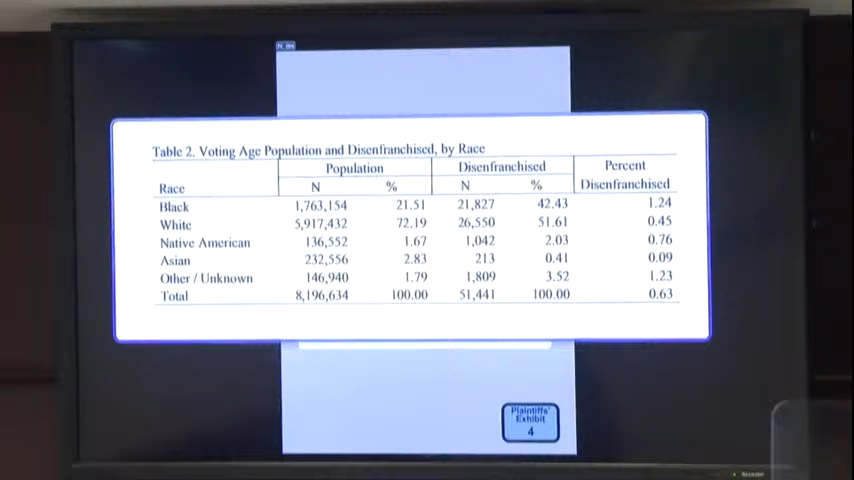 Table 2. Voting Age Population and Disenfranchised, by Race
Population Disenfranchised Percent
Race N % N % Disenfranchised
Black 1,763,154 21.51 21,827 42.43 1.24
White 5,917,432 72.19 26,550 51.61 0.45
Native American 136,552 1.67 1,042 2.03 0.76
Asian 232,556 2.83 213 0.41 0.09
Other / Unknown 146,940 1.79 1,809 3.52 1.23
Total 8,196,634 100.00 51,441 100.00 0.63
Plaintiffs'
Exhibit
4